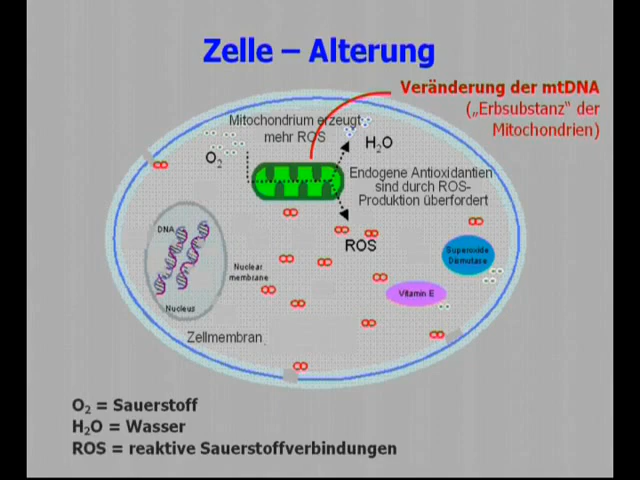 Zelle – Alterung
Veränderung der mtDNA
(„Erbsubstanz“ der
Mitochondrien)
Mitochondrium erzeugt
mehr ROS
O₂
H₂O
Endogene Antioxidantien
sind durch ROS-
Produktion überfordert
DNA
ROS
Superoxide
Dismutase
Nuclear
membrane
Vitamin E
Nucleus
Zellmembran
O₂ = Sauerstoff
H₂O = Wasser
ROS = reaktive Sauerstoffverbindungen